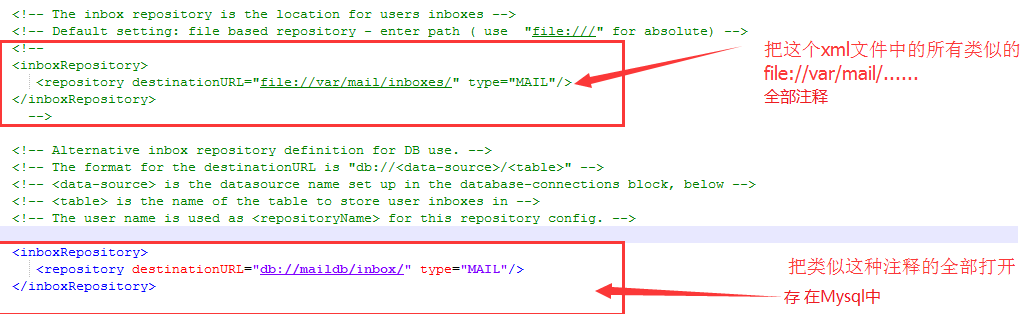 <!-- The inbox repository is the location for users inboxes -->
<!-- Default setting: file based repository - enter path ( use  "file:///" for absolute) -->
<!--
<inboxRepository>
<repository destinationURL="file://var/mail/inboxes/" type="MAIL"/>
</inboxRepository>
-->
把这个xml文件中的所有类似的
file://var/mail/......
全部注释
<!-- Alternative inbox repository definition for DB use. -->
<!-- The format for the destinationURL is "db://<data-source>/<table>" -->
<!-- <data-source> is the datasource name set up in the database-connections block, below -->
<!-- <table> is the name of the table to store user inboxes in -->
<!-- The user name is used as <repositoryName> for this repository config. -->
<inboxRepository>
<repository destinationURL="db://maildb/inbox/" type="MAIL"/>
</inboxRepository>
把类似这种注释的全部打开
存 在Mysql中